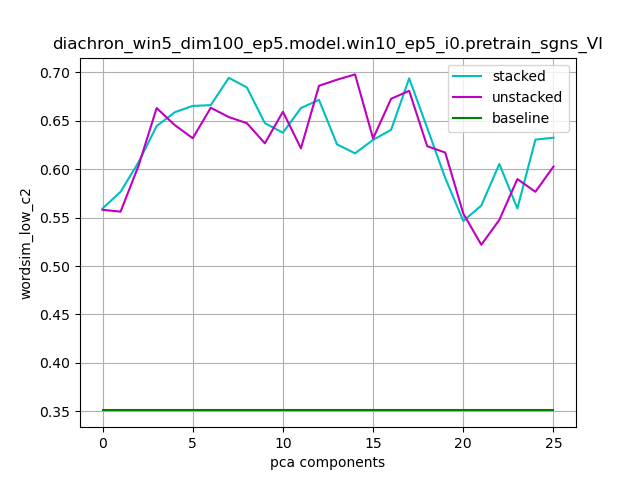 diachron_win5_dim100_ep5.model.win10_ep5_i0.pretrain_sgns_VI
stacked
unstacked
baseline
0.70
0.65
0.60
0.55
0.50
0.45
0.40
0.35
wordsim_low_c2
0 5 10 15 20 25
pca components